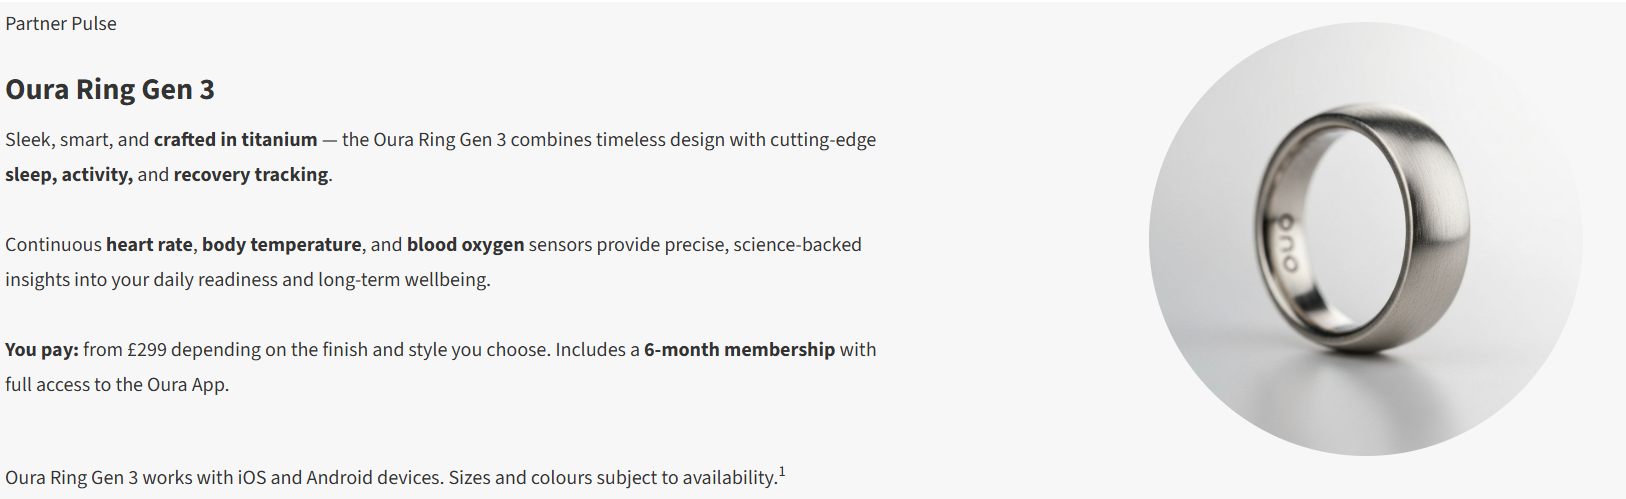 Partner Pulse
Oura Ring Gen 3
Sleek, smart, and crafted in titanium — the Oura Ring Gen 3 combines timeless design with cutting-edge
sleep, activity, and recovery tracking.
Continuous heart rate, body temperature, and blood oxygen sensors provide precise, science-backed
insights into your daily readiness and long-term wellbeing.
You pay: from £299 depending on the finish and style you choose. Includes a 6-month membership with
full access to the Oura App.
Oura Ring Gen 3 works with iOS and Android devices. Sizes and colours subject to availability.¹